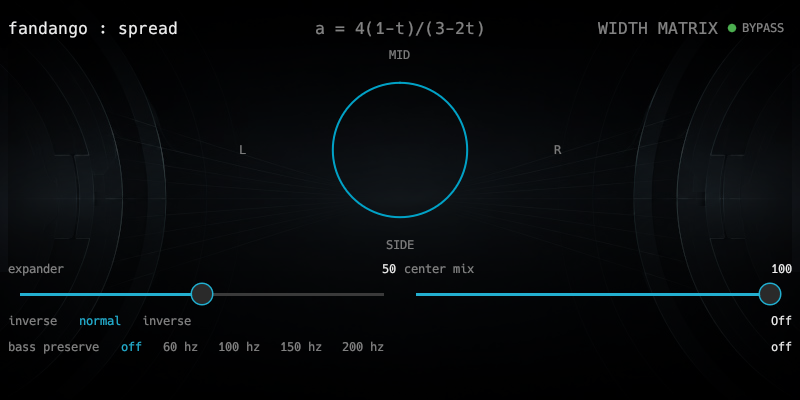 fandango : spread a = 4(1-t)/(3-2t) WIDTH MATRIX BYPASS
MID
L R
SIDE
expander 50 center mix 100
inverse normal inverse Off
bass preserve off 60 hz 100 hz 150 hz 200 hz off